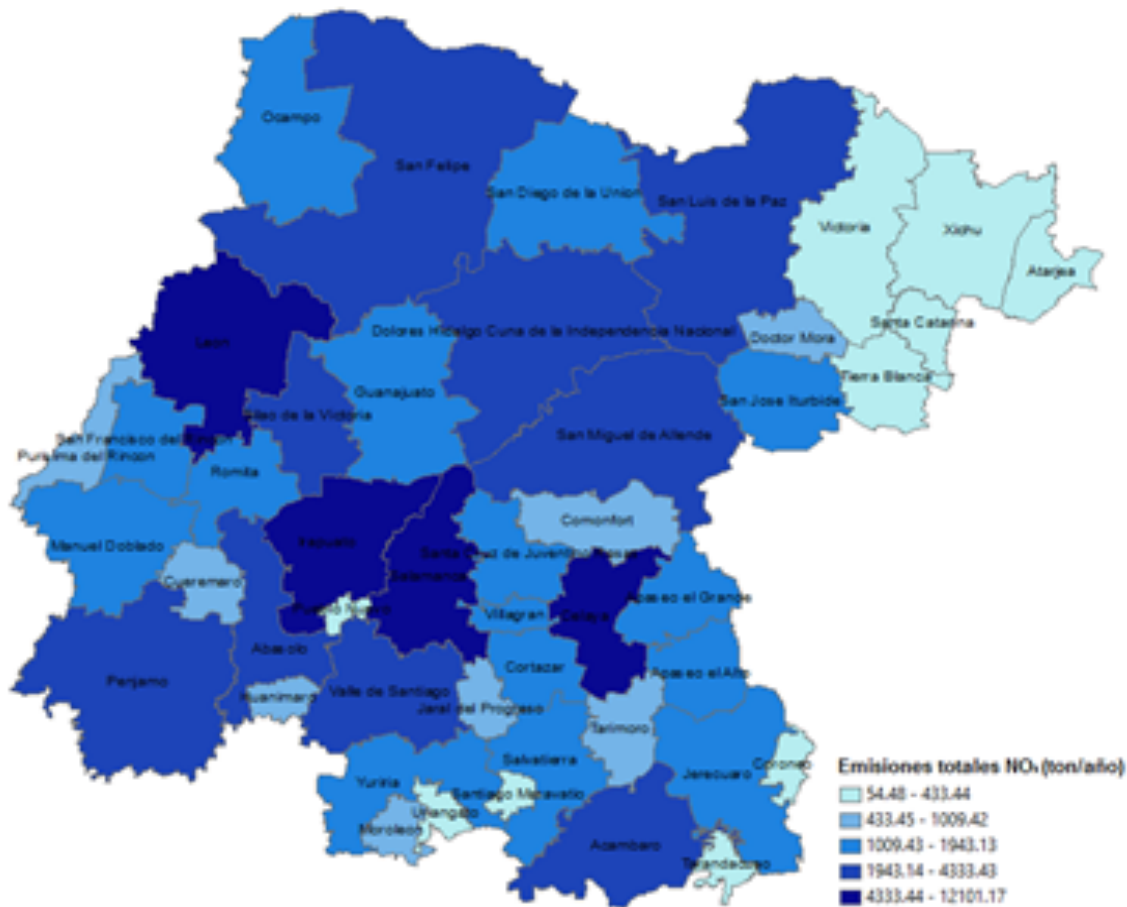 Ocampo
San Felipe
San Diego de la Union
San Luis de la Paz
Victoria
Xichu
Atarjea
Santa Catarina
Doctor Mora
Tierra Blanca
Dolores Hidalgo Cuna de la Independencia Nacional
Leon
Guanajuato
San Jose Iturbide
Silao de la Victoria
San Miguel de Allende
San Francisco del Rincon
Purisima del Rincon
Romita
Comonfort
Manuel Doblado
Irapuato
Santa Cruz de Juventino Rosas
Salamanca
Cueramaro
Apaseo el Grande
Pueblo Nuevo
Villagran
Celaya
Abasolo
Cortazar
Apaseo el Alto
Penjamo
Huanimaro
Valle de Santiago
Jaral del Progreso
Tarimoro
Salvatierra
Coroneo
Jerecuaro
Yuriria
Santiago Maravatio
Uriangato
Moroleon
Acambaro
Tarandacuao
Emisiones totales NOₓ (ton/año)
54.48 - 433.44
433.45 - 1009.42
1009.43 - 1943.13
1943.14 - 4333.43
4333.44 - 12101.17